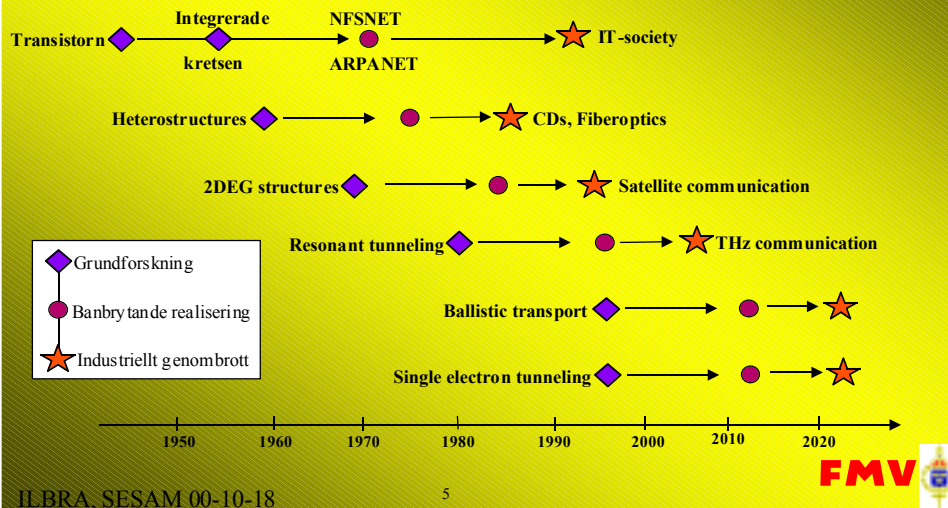 Integrerade
NFSNET
Transistorn
IT-society
kretsen
ARPANET
Heterostructures
CDs, Fiberoptics
2DEG structures
Satellite communication
Resonant tunneling
THz communication
Grundforskning
Banbrytande realisering
Industriellt genombrott
Ballistic transport
Single electron tunneling
1950 1960 1970 1980 1990 2000 2010 2020
FMV
ILBRA, SESAM 00-10-18
5